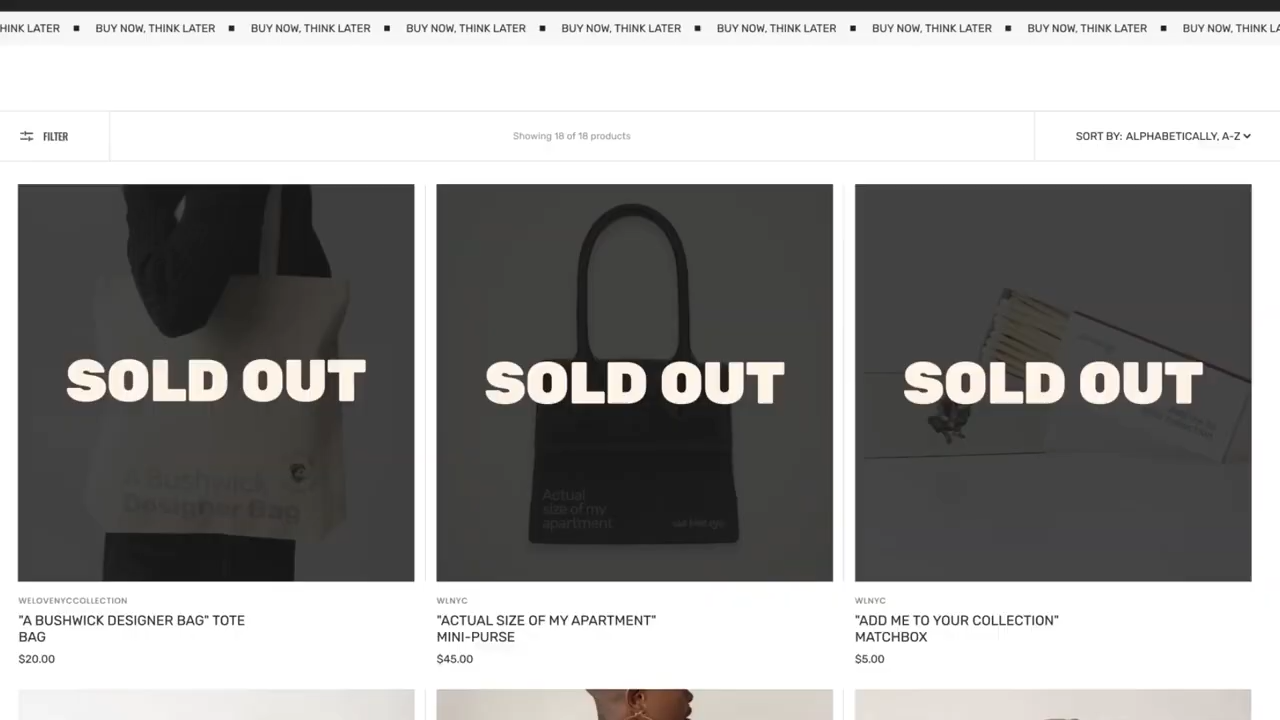 HINK LATER ■ BUY NOW, THINK LATER ■ BUY NOW, THINK LATER ■ BUY NOW, THINK LATER ■ BUY NOW, THINK LATER ■ BUY NOW, THINK LATER ■ BUY NOW, THINK LATER ■ BUY NOW, THINK LATER ■ BUY NOW, THINK LA
FILTER
Showing 18 of 18 products
SORT BY: ALPHABETICALLY, A-Z
SOLD OUT
A Bushwick
Designer Bag
WELOVENYCCOLLECTION
"A BUSHWICK DESIGNER BAG" TOTE
BAG
$20.00
SOLD OUT
Actual
size of my
apartment
WLNYC
"ACTUAL SIZE OF MY APARTMENT"
MINI-PURSE
$45.00
SOLD OUT
WLNYC
"ADD ME TO YOUR COLLECTION"
MATCHBOX
$5.00